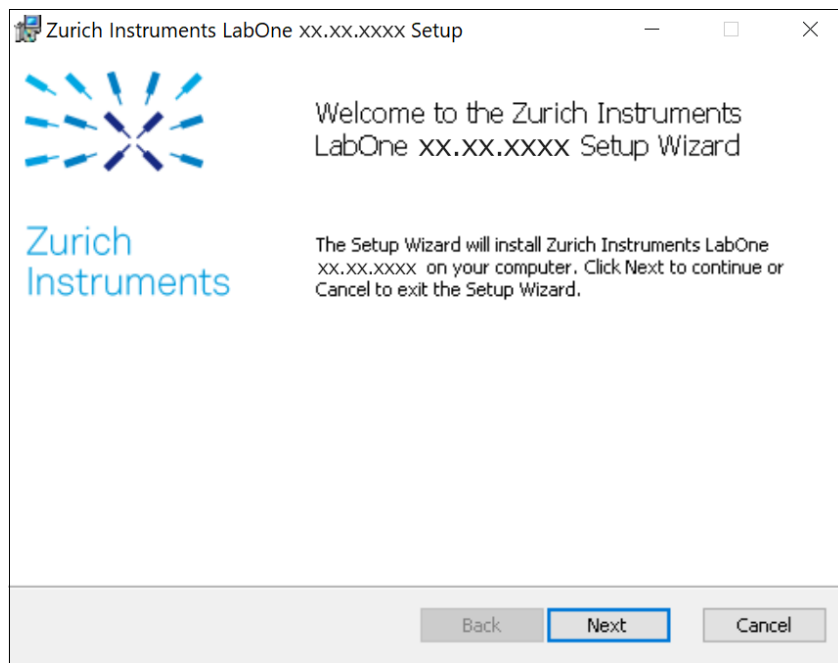 Zurich Instruments LabOne xx.xx.xxxx Setup
Welcome to the Zurich Instruments
LabOne xx.xx.xxxx Setup Wizard
Zurich
Instruments
The Setup Wizard will install Zurich Instruments LabOne
xx.xx.xxxx on your computer. Click Next to continue or
Cancel to exit the Setup Wizard.
Back Next Cancel